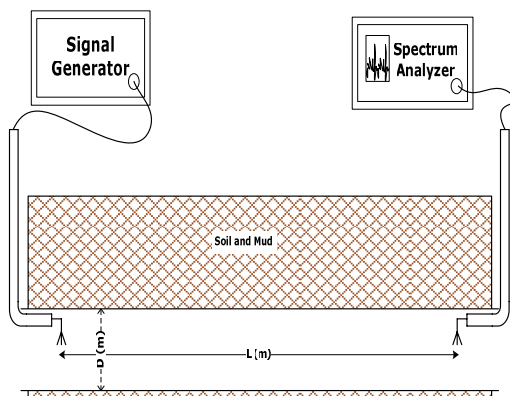 Signal
Generator
Spectrum
Analyzer
Soil and Mud
D (m)
L (m)